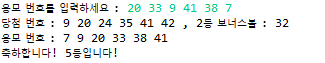 응모 번호를 입력하세요 : 20 33 9 41 38 7
당첨 번호 : 9 20 24 35 41 42 , 2등 보너스볼 : 32
응모 번호 : 7 9 20 33 38 41
축하합니다! 5등입니다!